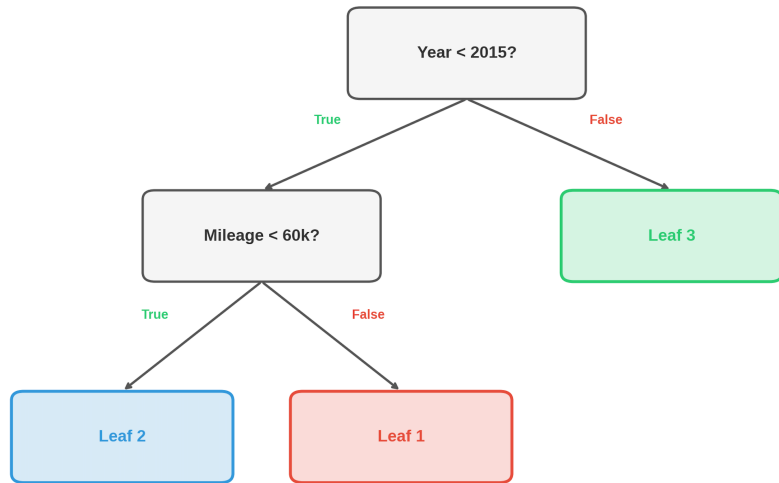 Year < 2015?
True
False
Mileage < 60k?
Leaf 3
True
False
Leaf 2
Leaf 1